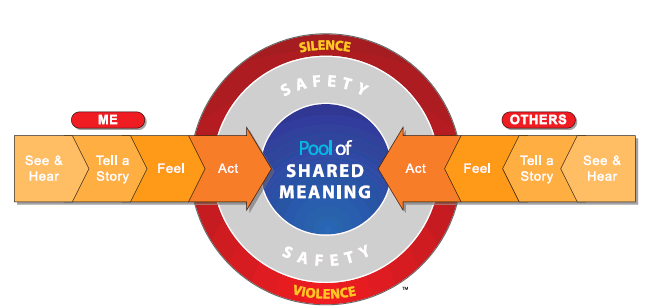 SILENCE
SAFETY
ME
OTHERS
See &
Hear
Tell a
Story
Feel
Act
Pool of
SHARED
MEANING
Act
Feel
Tell a
Story
See &
Hear
SAFETY
VIOLENCE
™